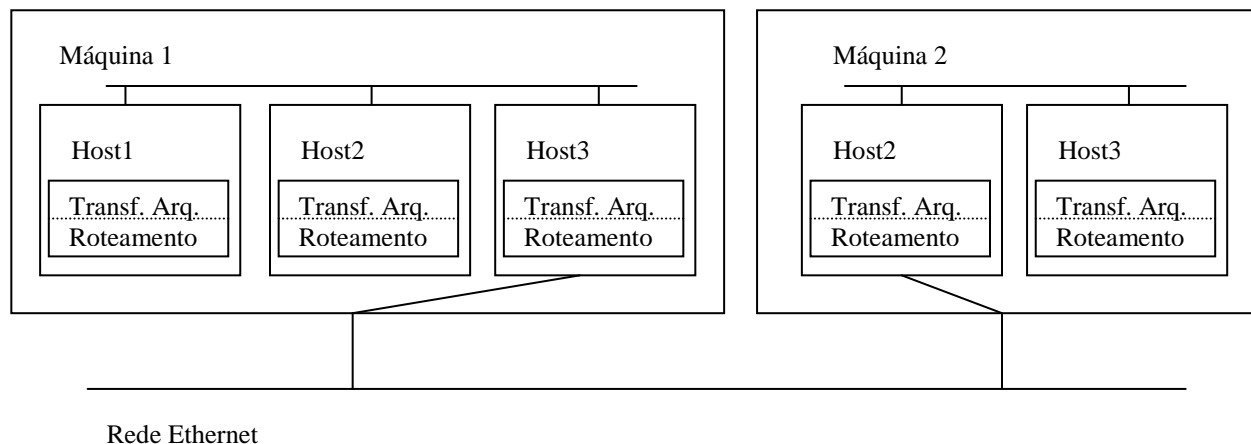 Máquina 1
Máquina 2
Host1
Host2
Host3
Host2
Host3
Transf. Arq.
Transf. Arq.
Transf. Arq.
Transf. Arq.
Transf. Arq.
Roteamento
Roteamento
Roteamento
Roteamento
Roteamento
Rede Ethernet